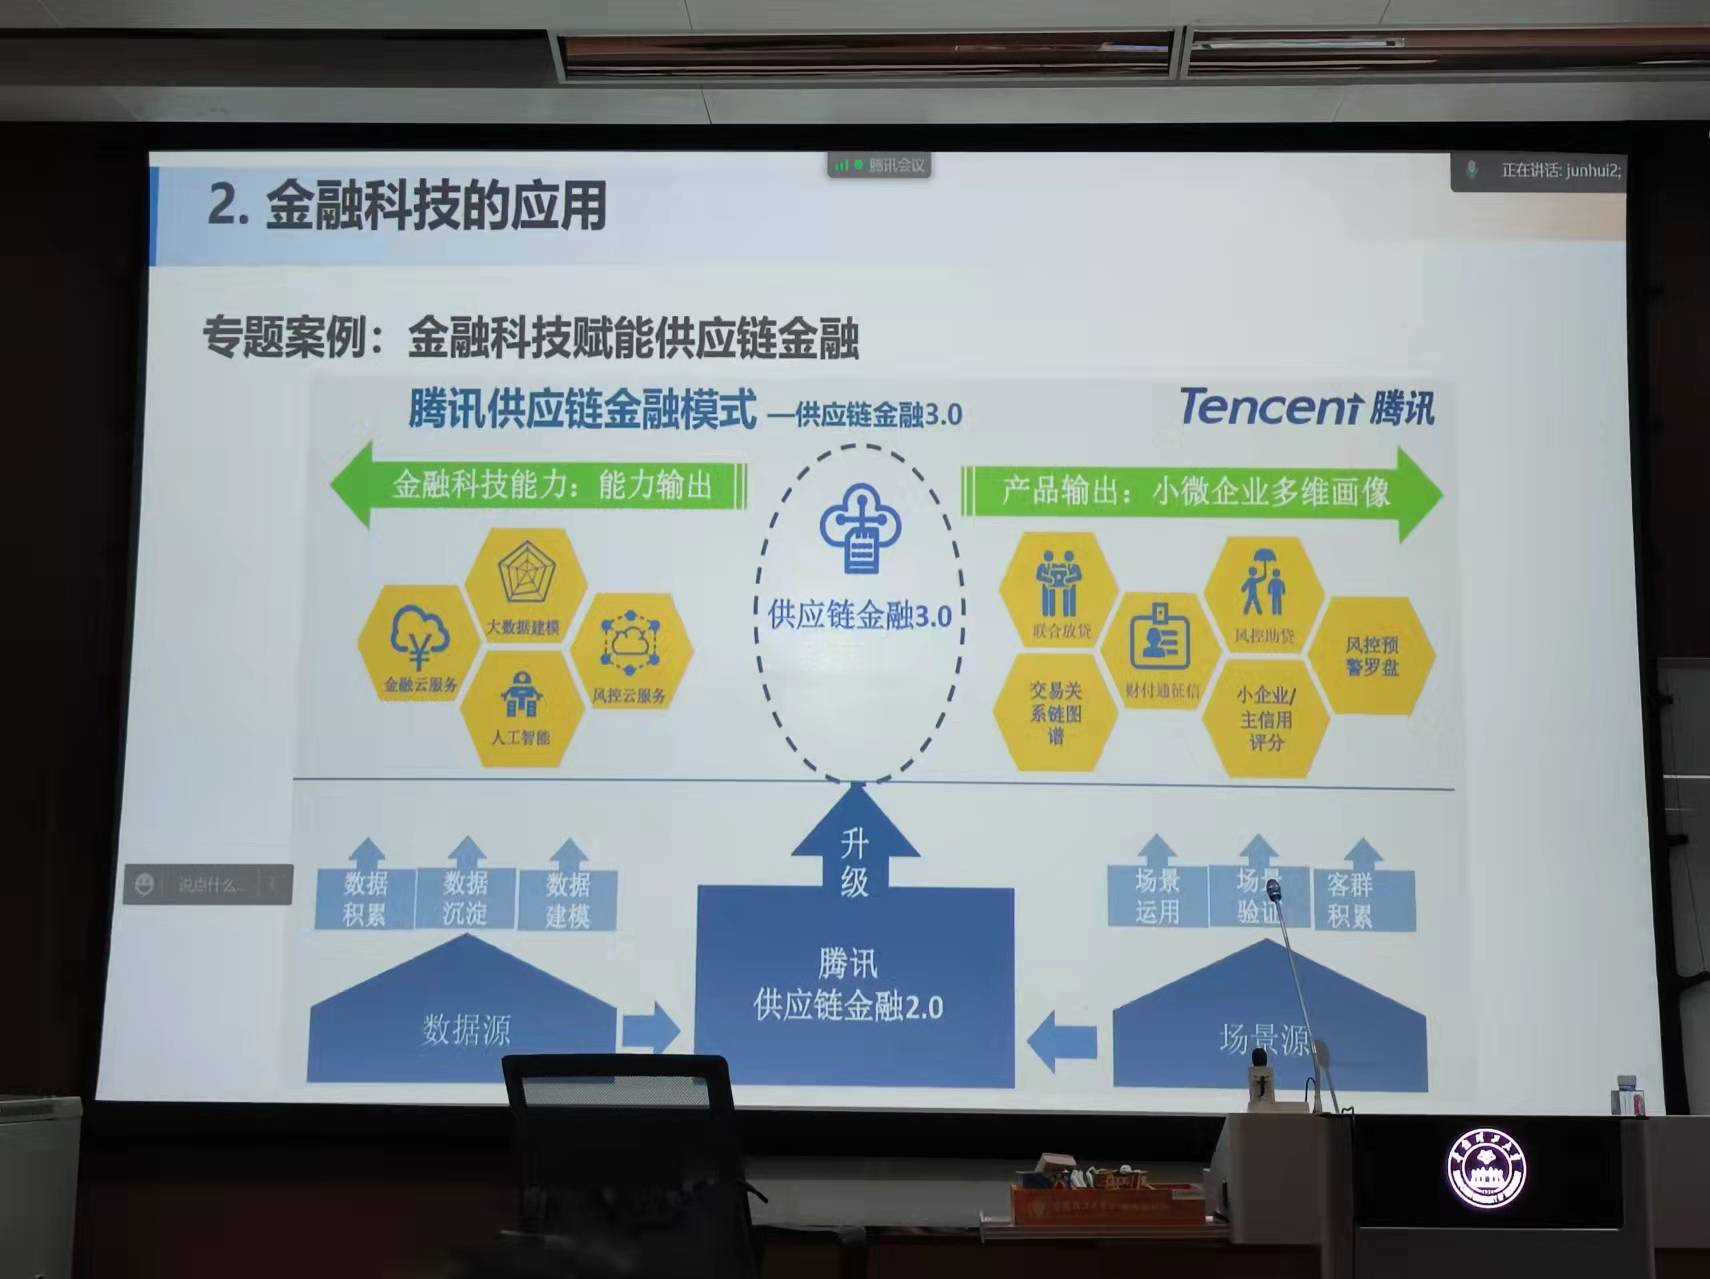 腾讯会议
正在讲话: junhui2;
2. 金融科技的应用
专题案例：金融科技赋能供应链金融
腾讯供应链金融模式 —供应链金融3.0
Tencent 腾讯
金融科技能力：能力输出
产品输出：小微企业多维画像
供应链金融3.0
大数据建模
金融云服务
风控云服务
人工智能
联合放贷
财付通征信
风控助贷
风控预
警罗盘
交易关
系链图
谱
小企业/
主信用
评分
升
级
数据
积累
数据
沉淀
数据
建模
场景
运用
场景
验证
客群
积累
说点什么...
数据源
腾讯
供应链金融2.0
场景源